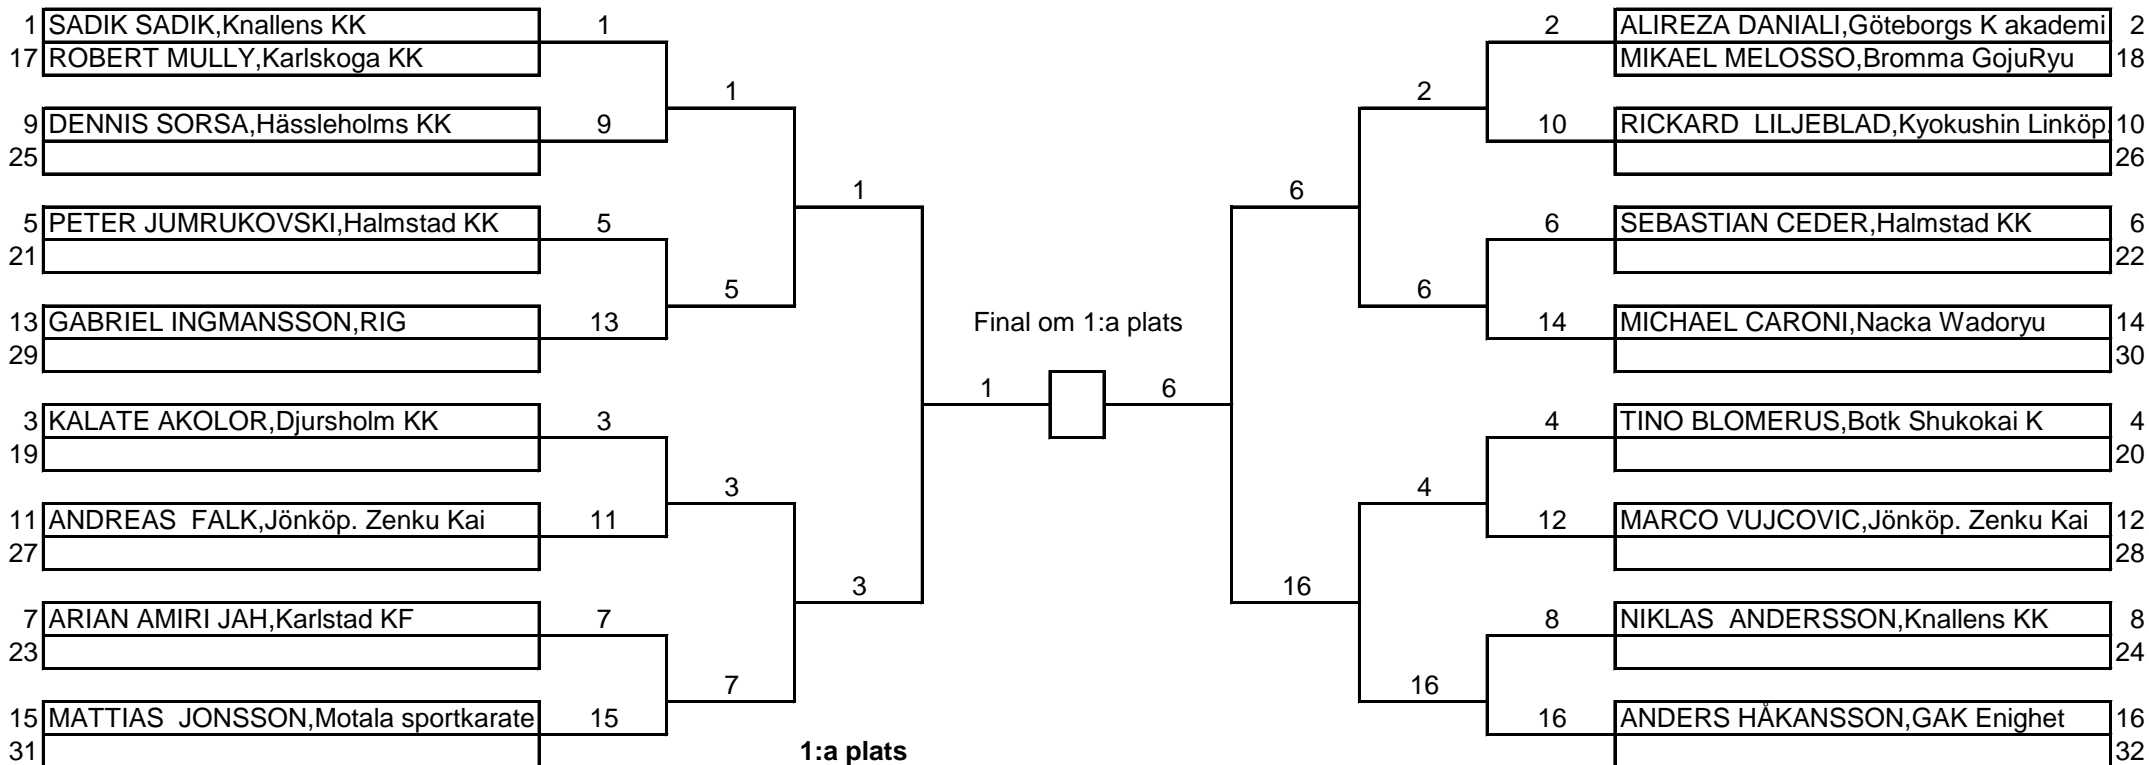 1 SADIK SADIK,Knallens KK 1 2 ALIREZA DANIALI,Göteborgs K akademi 2
17 ROBERT MULLY,Karlskoga KK MIKAEL MELOSSO,Bromma GojuRyu 18
1 2
9 DENNIS SORSA,Hässleholms KK 9 10 RICKARD LILJEBLAD,Kyokushin Linköp. 10
25 26
1 6
5 PETER JUMRUKOVSKI,Halmstad KK 5 6 SEBASTIAN CEDER,Halmstad KK 6
21 22
5 6
13 GABRIEL INGMANSSON,RIG 13 Final om 1:a plats 14 MICHAEL CARONI,Nacka Wadoryu 14
29 30
1 6
3 KALATE AKOLOR,Djursholm KK 3 4 TINO BLOMERUS,Botk Shukokai K 4
19 20
3 4
11 ANDREAS FALK,Jönköp. Zenku Kai 11 12 MARCO VUJCOVIC,Jönköp. Zenku Kai 12
27 28
3 16
7 ARIAN AMIRI JAH,Karlstad KF 7 8 NIKLAS ANDERSSON,Knallens KK 8
23 24
7 16
15 MATTIAS JONSSON,Motala sportkarate 15 16 ANDERS HÅKANSSON,GAK Enighet 16
31 1:a plats 32